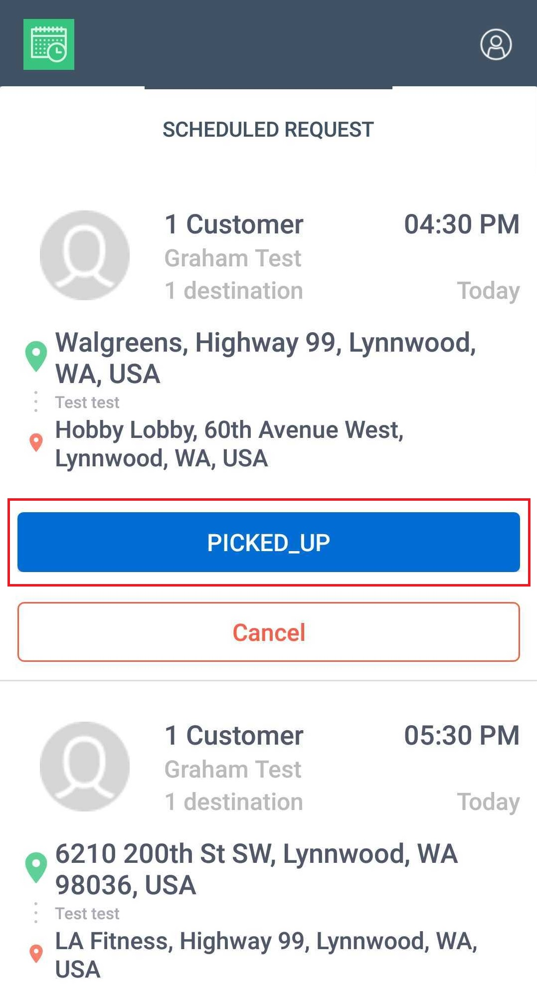 SCHEDULED REQUEST
1 Customer
04:30 PM
Graham Test
1 destination
Today
Walgreens, Highway 99, Lynnwood,
WA, USA
Test test
Hobby Lobby, 60th Avenue West,
Lynnwood, WA, USA
PICKED_UP
Cancel
1 Customer
05:30 PM
Graham Test
1 destination
Today
6210 200th St SW, Lynnwood, WA
98036, USA
Test test
LA Fitness, Highway 99, Lynnwood, WA,
USA